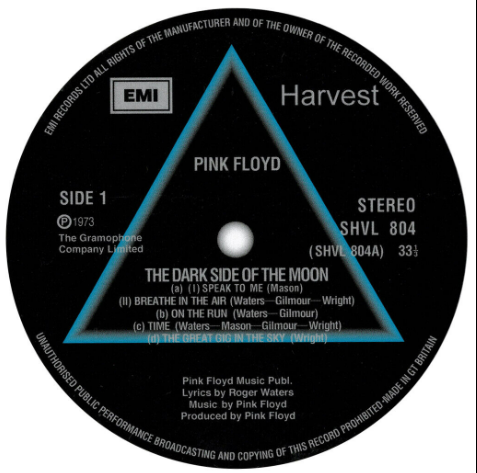 EMI RECORDS LTD ALL RIGHTS OF THE MANUFACTURER AND OF THE OWNER OF THE RECORDED WORK RESERVED
EMI
Harvest
PINK FLOYD
SIDE 1
℗1973
The Gramophone
Company Limited
STEREO
SHVL 804
(SHVL 804A) 33⅓
THE DARK SIDE OF THE MOON
(a) (I) SPEAK TO ME (Mason)
(II) BREATHE IN THE AIR (Waters—Gilmour—Wright)
(b) ON THE RUN (Waters—Gilmour)
(c) TIME (Waters—Mason—Gilmour—Wright)
(d) THE GREAT GIG IN THE SKY (Wright)
Pink Floyd Music Publ.
Lyrics by Roger Waters
Music by Pink Floyd
Produced by Pink Floyd
UNAUTHORISED PUBLIC PERFORMANCE BROADCASTING AND COPYING OF THIS RECORD PROHIBITED-MADE IN GT BRITAIN